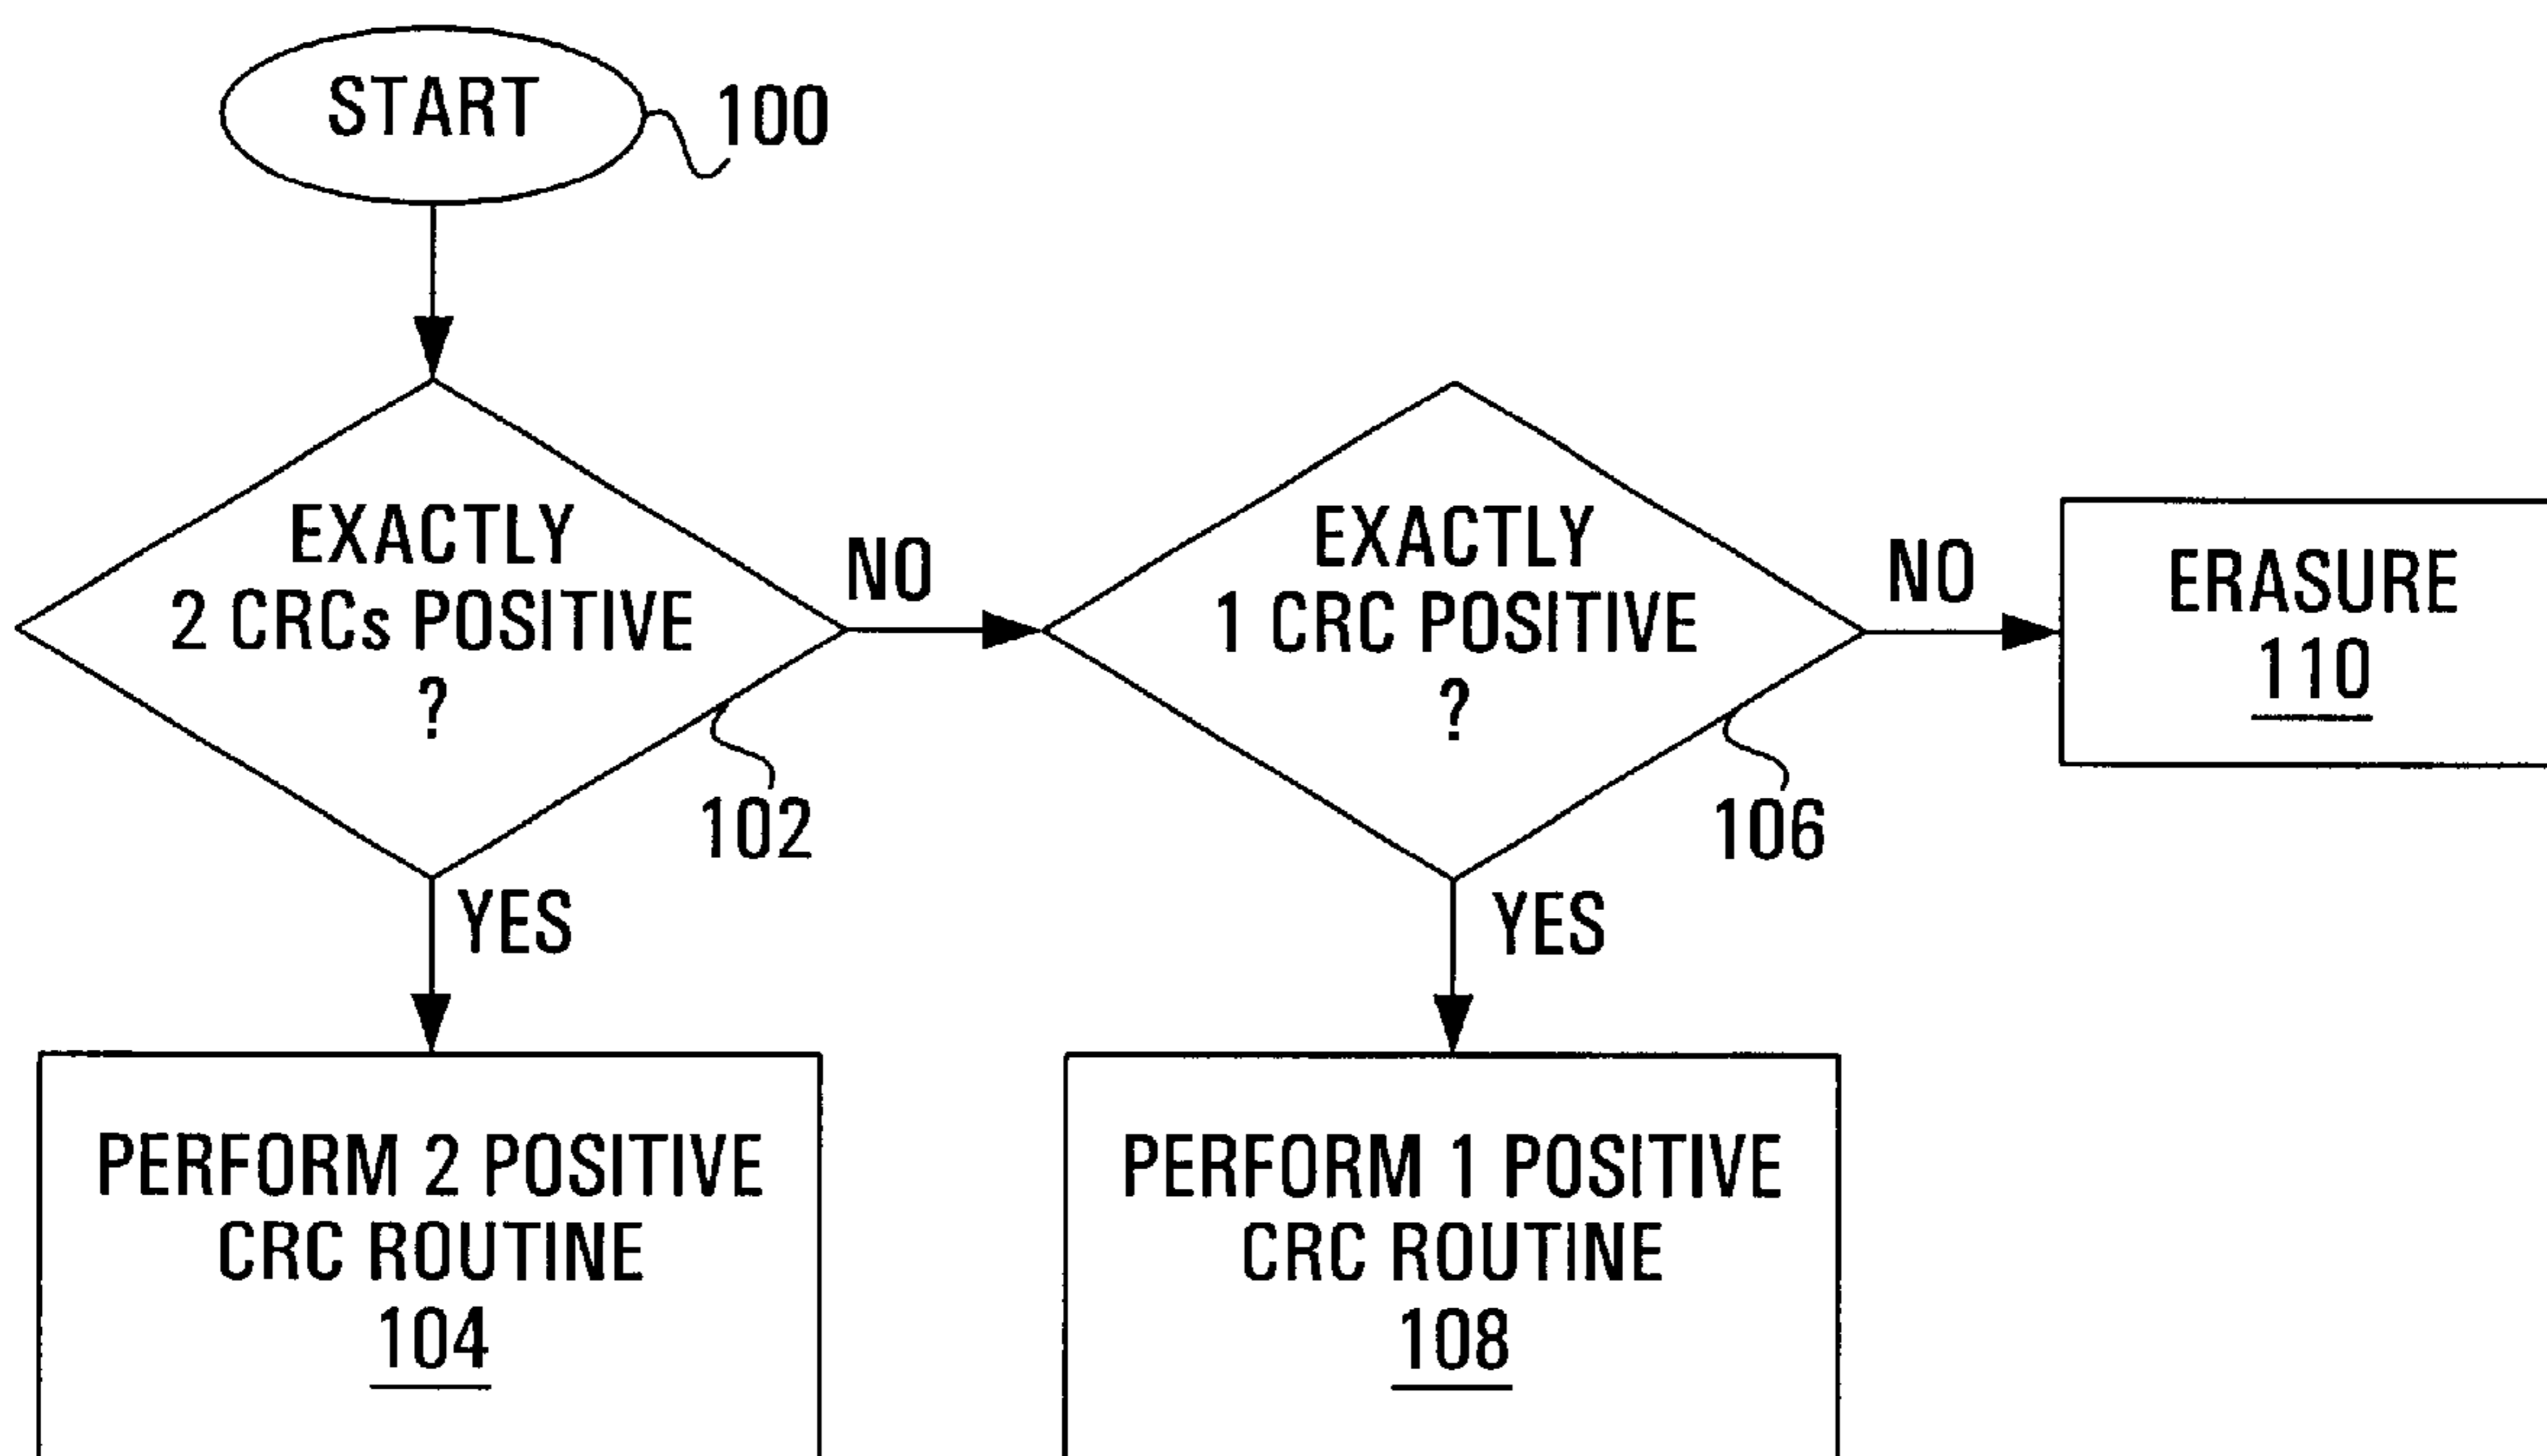 START
100
EXACTLY
2 CRCs POSITIVE
?
102
NO
EXACTLY
1 CRC POSITIVE
?
106
NO
ERASURE
110
YES
YES
PERFORM 2 POSITIVE
CRC ROUTINE
104
PERFORM 1 POSITIVE
CRC ROUTINE
108